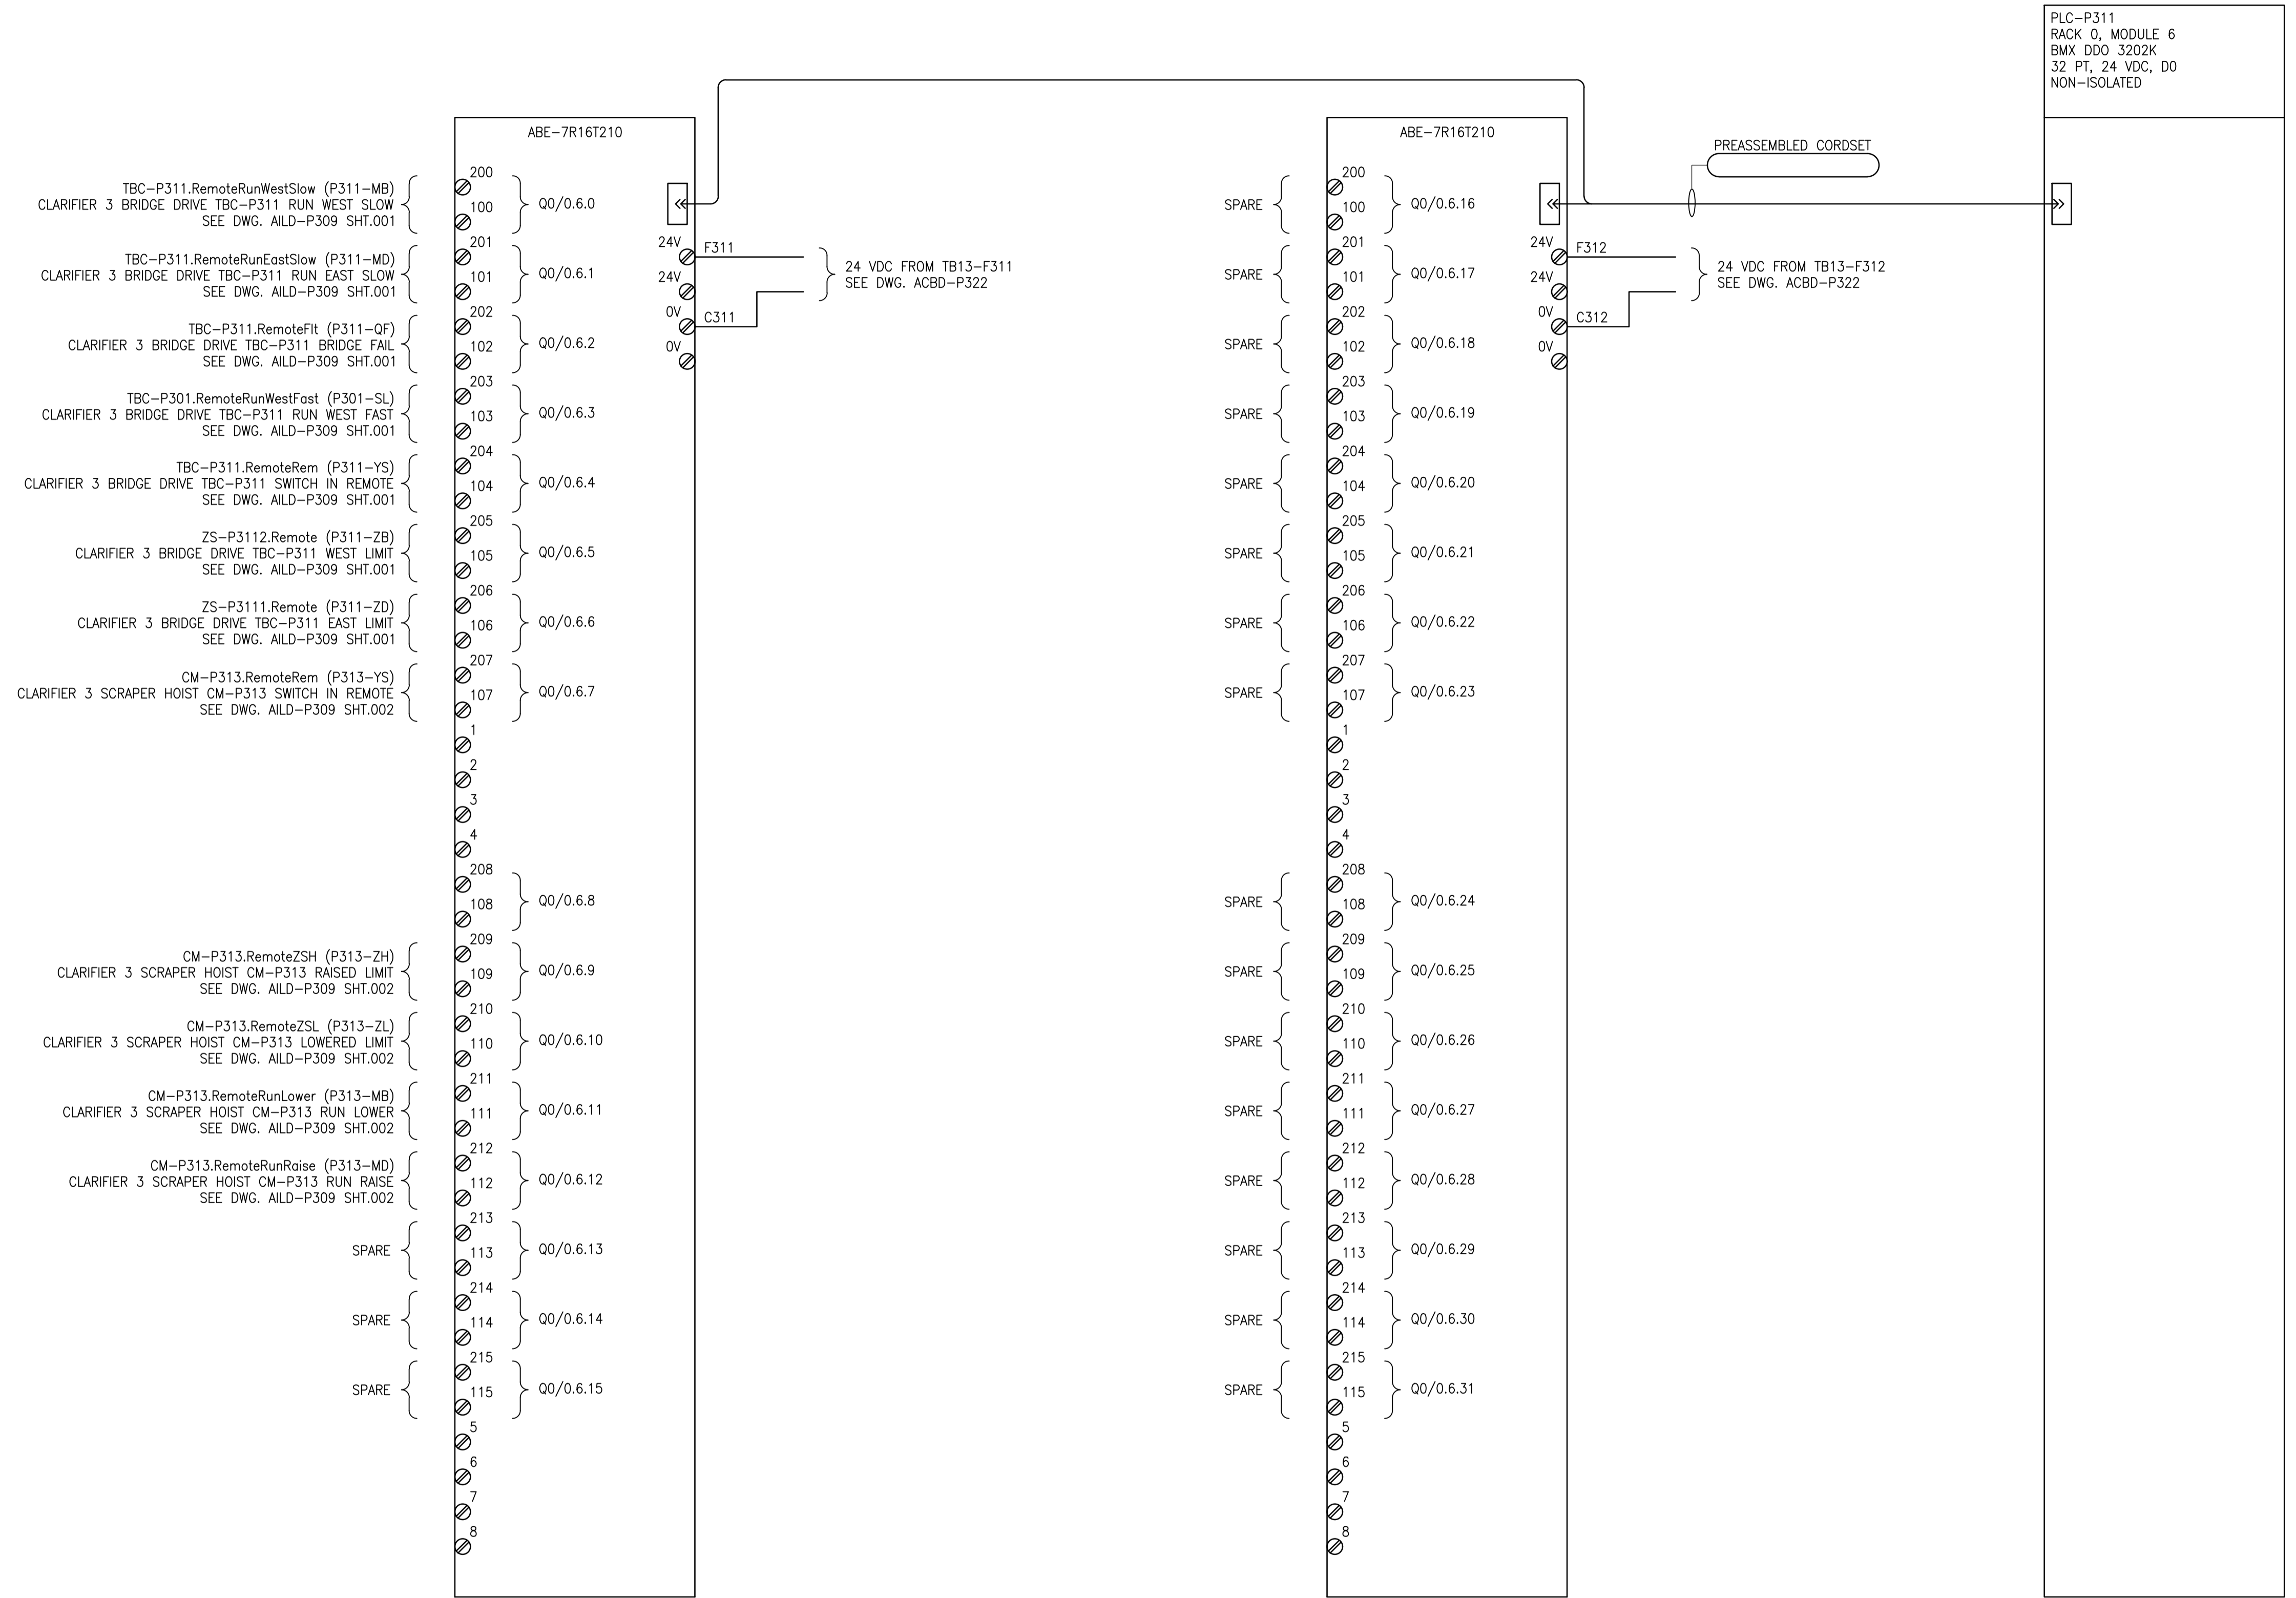 PLC-P311
RACK 0, MODULE 6
BMX DDO 3202K
32 PT, 24 VDC, DO
NON-ISOLATED
PREASSEMBLED CORDSET
ABE-7R16T210
TBC-P311.RemoteRunWestSlow (P311-MB)
CLARIFIER 3 BRIDGE DRIVE TBC-P311 RUN WEST SLOW
SEE DWG. AILD-P309 SHT.001
200
100
Q0/0.6.0
TBC-P311.RemoteRunEastSlow (P311-MD)
CLARIFIER 3 BRIDGE DRIVE TBC-P311 RUN EAST SLOW
SEE DWG. AILD-P309 SHT.001
201
101
Q0/0.6.1
TBC-P311.RemoteFlt (P311-QF)
CLARIFIER 3 BRIDGE DRIVE TBC-P311 BRIDGE FAIL
SEE DWG. AILD-P309 SHT.001
202
102
Q0/0.6.2
TBC-P301.RemoteRunWestFast (P301-SL)
CLARIFIER 3 BRIDGE DRIVE TBC-P311 RUN WEST FAST
SEE DWG. AILD-P309 SHT.001
203
103
Q0/0.6.3
TBC-P311.RemoteRem (P311-YS)
CLARIFIER 3 BRIDGE DRIVE TBC-P311 SWITCH IN REMOTE
SEE DWG. AILD-P309 SHT.001
204
104
Q0/0.6.4
ZS-P3112.Remote (P311-ZB)
CLARIFIER 3 BRIDGE DRIVE TBC-P311 WEST LIMIT
SEE DWG. AILD-P309 SHT.001
205
105
Q0/0.6.5
ZS-P3111.Remote (P311-ZD)
CLARIFIER 3 BRIDGE DRIVE TBC-P311 EAST LIMIT
SEE DWG. AILD-P309 SHT.001
206
106
Q0/0.6.6
CM-P313.RemoteRem (P313-YS)
CLARIFIER 3 SCRAPER HOIST CM-P313 SWITCH IN REMOTE
SEE DWG. AILD-P309 SHT.002
207
107
Q0/0.6.7
1
2
3
4
208
108
Q0/0.6.8
CM-P313.RemoteZSH (P313-ZH)
CLARIFIER 3 SCRAPER HOIST CM-P313 RAISED LIMIT
SEE DWG. AILD-P309 SHT.002
209
109
Q0/0.6.9
CM-P313.RemoteZSL (P313-ZL)
CLARIFIER 3 SCRAPER HOIST CM-P313 LOWERED LIMIT
SEE DWG. AILD-P309 SHT.002
210
110
Q0/0.6.10
CM-P313.RemoteRunLower (P313-MB)
CLARIFIER 3 SCRAPER HOIST CM-P313 RUN LOWER
SEE DWG. AILD-P309 SHT.002
211
111
Q0/0.6.11
CM-P313.RemoteRunRaise (P313-MD)
CLARIFIER 3 SCRAPER HOIST CM-P313 RUN RAISE
SEE DWG. AILD-P309 SHT.002
212
112
Q0/0.6.12
SPARE
213
113
Q0/0.6.13
SPARE
214
114
Q0/0.6.14
SPARE
215
115
Q0/0.6.15
5
6
7
8
24V
F311
24V
0V
C311
0V
24 VDC FROM TB13-F311
SEE DWG. ACBD-P322
ABE-7R16T210
SPARE
200
100
Q0/0.6.16
SPARE
201
101
Q0/0.6.17
SPARE
202
102
Q0/0.6.18
SPARE
203
103
Q0/0.6.19
SPARE
204
104
Q0/0.6.20
SPARE
205
105
Q0/0.6.21
SPARE
206
106
Q0/0.6.22
SPARE
207
107
Q0/0.6.23
1
2
3
4
SPARE
208
108
Q0/0.6.24
SPARE
209
109
Q0/0.6.25
SPARE
210
110
Q0/0.6.26
SPARE
211
111
Q0/0.6.27
SPARE
212
112
Q0/0.6.28
SPARE
213
113
Q0/0.6.29
SPARE
214
114
Q0/0.6.30
SPARE
215
115
Q0/0.6.31
5
6
7
8
24V
F312
24V
0V
C312
0V
24 VDC FROM TB13-F312
SEE DWG. ACBD-P322